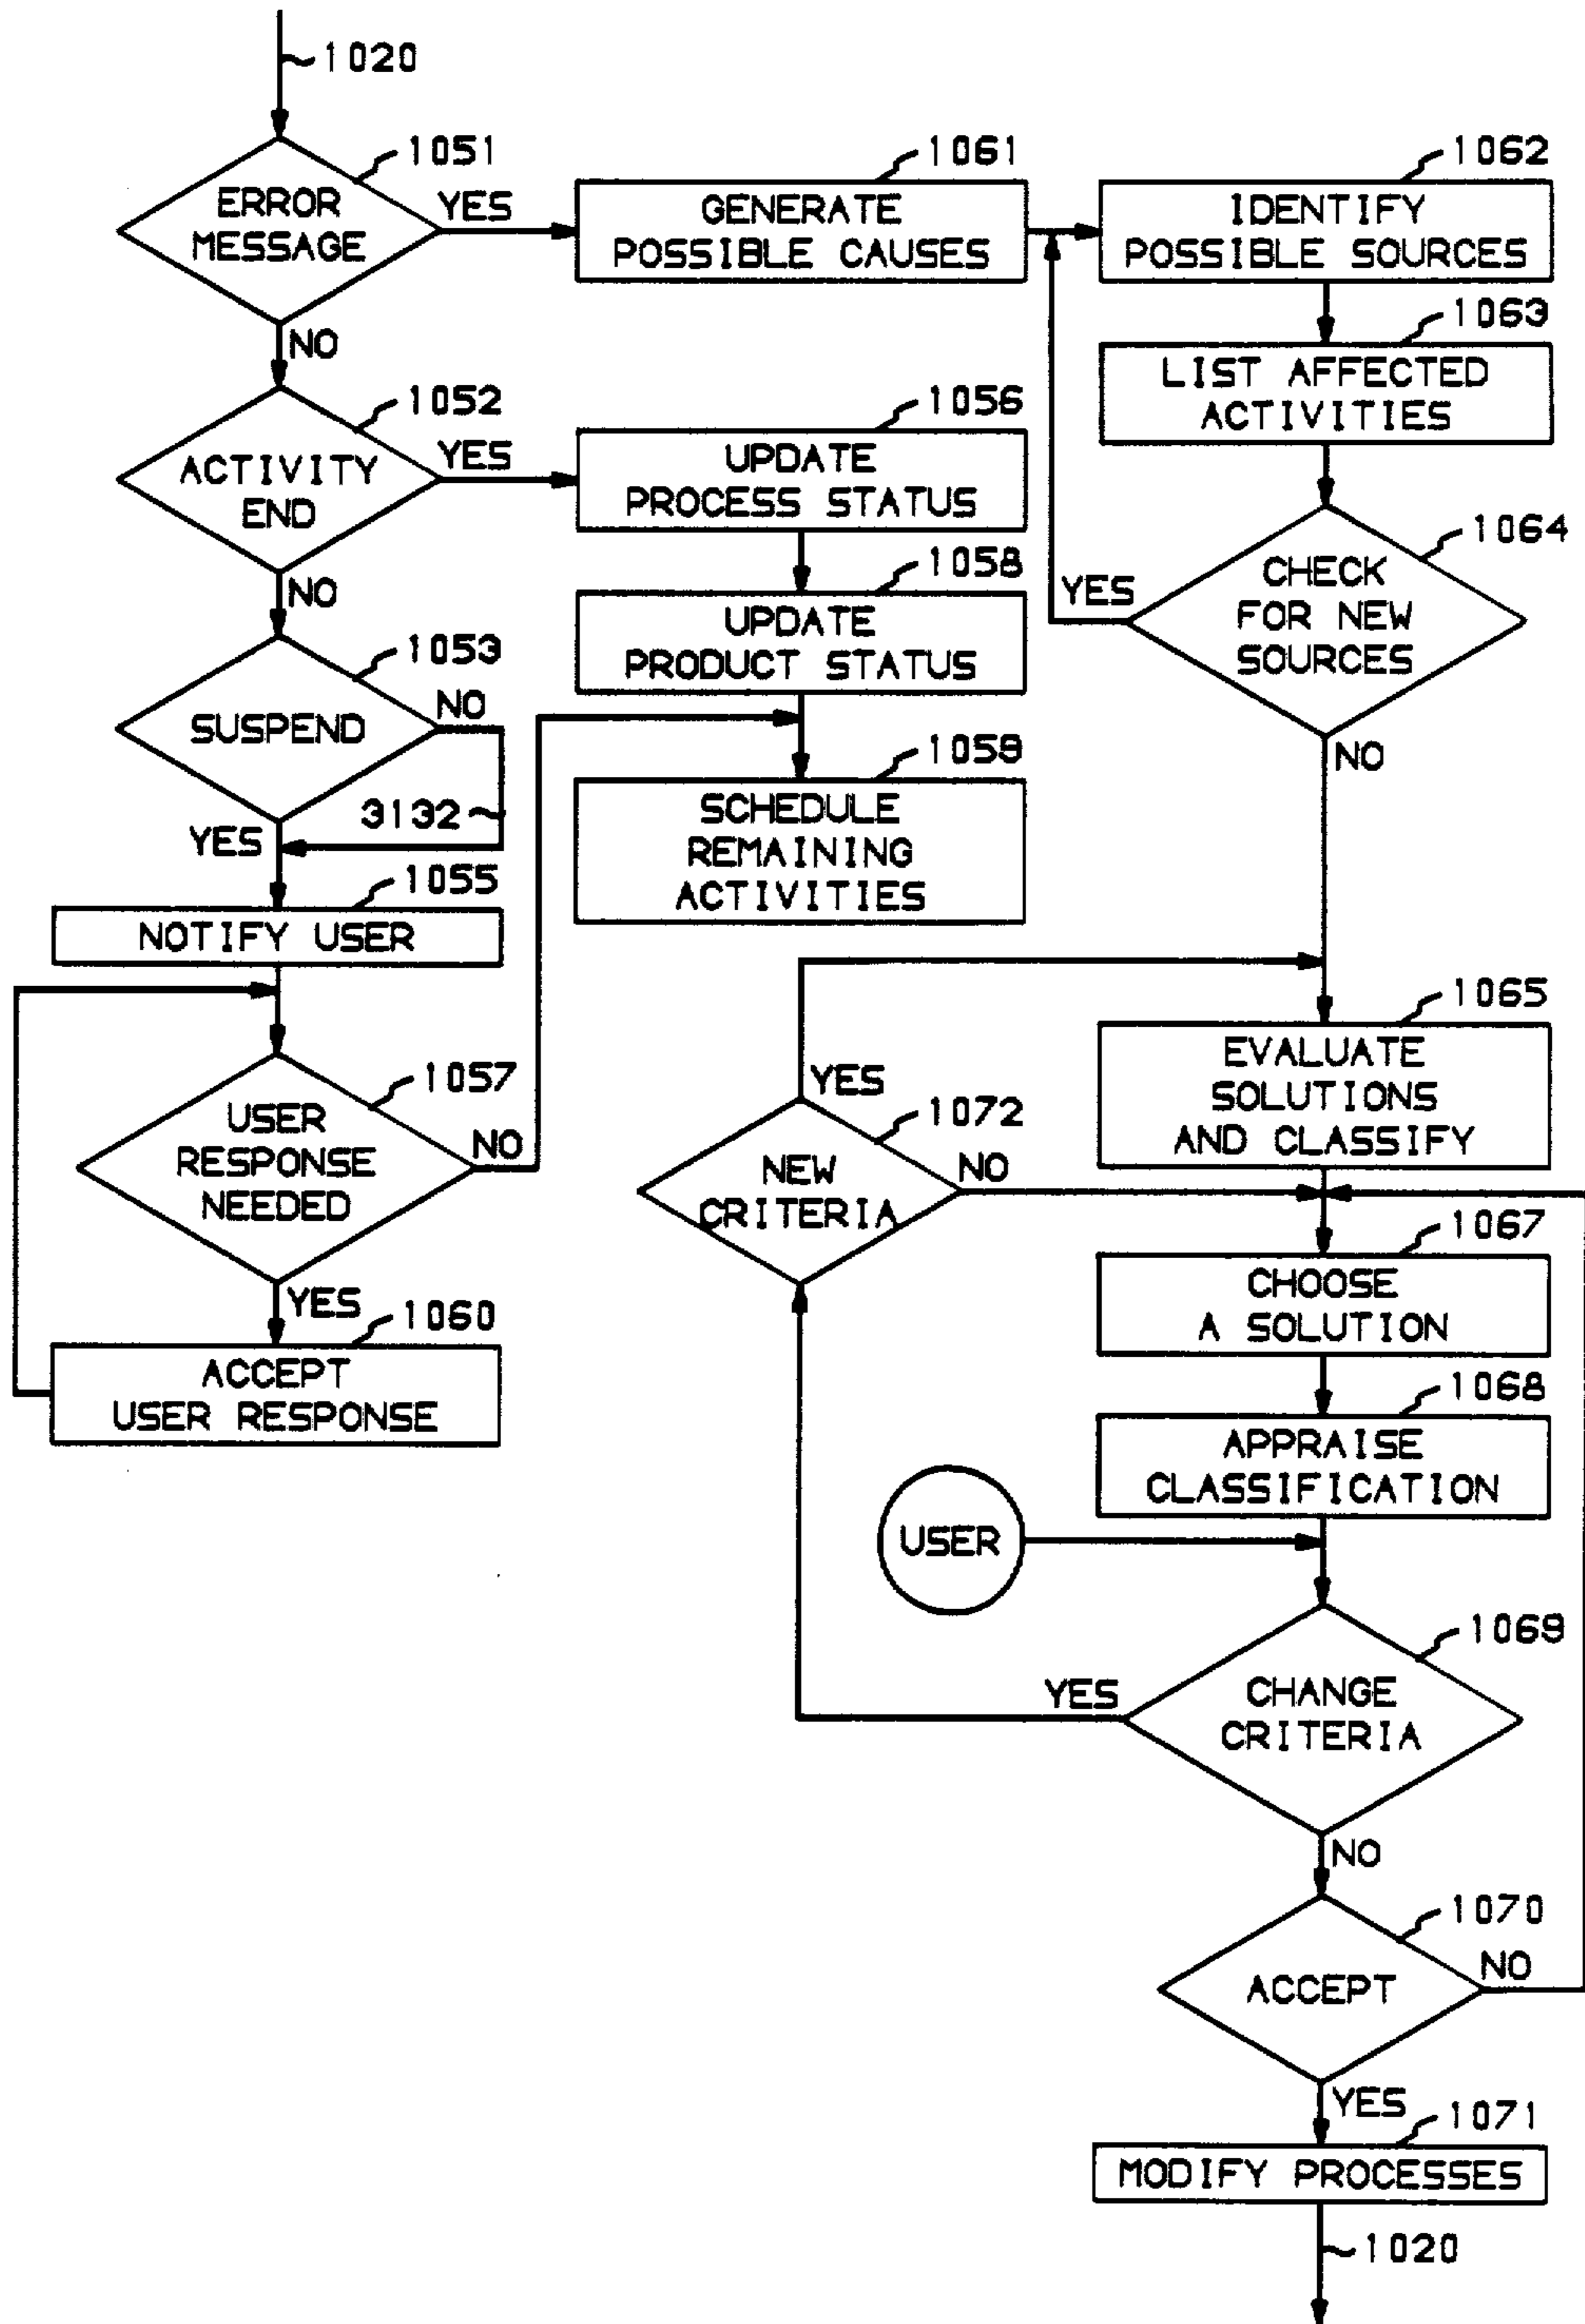 1020
1051
ERROR
MESSAGE
YES
NO
1061
GENERATE
POSSIBLE CAUSES
1062
IDENTIFY
POSSIBLE SOURCES
1063
LIST AFFECTED
ACTIVITIES
1052
ACTIVITY
END
YES
NO
1056
UPDATE
PROCESS STATUS
1064
CHECK
FOR NEW
SOURCES
YES
NO
1058
UPDATE
PRODUCT STATUS
1053
SUSPEND
NO
3132
YES
1059
SCHEDULE
REMAINING
ACTIVITIES
1055
NOTIFY USER
1057
USER
RESPONSE
NEEDED
NO
YES
1060
ACCEPT
USER RESPONSE
1065
EVALUATE
SOLUTIONS
AND CLASSIFY
YES
1072
NEW
CRITERIA
NO
1067
CHOOSE
A SOLUTION
1068
APPRAISE
CLASSIFICATION
USER
1069
CHANGE
CRITERIA
YES
NO
1070
ACCEPT
NO
YES
1071
MODIFY PROCESSES
1020